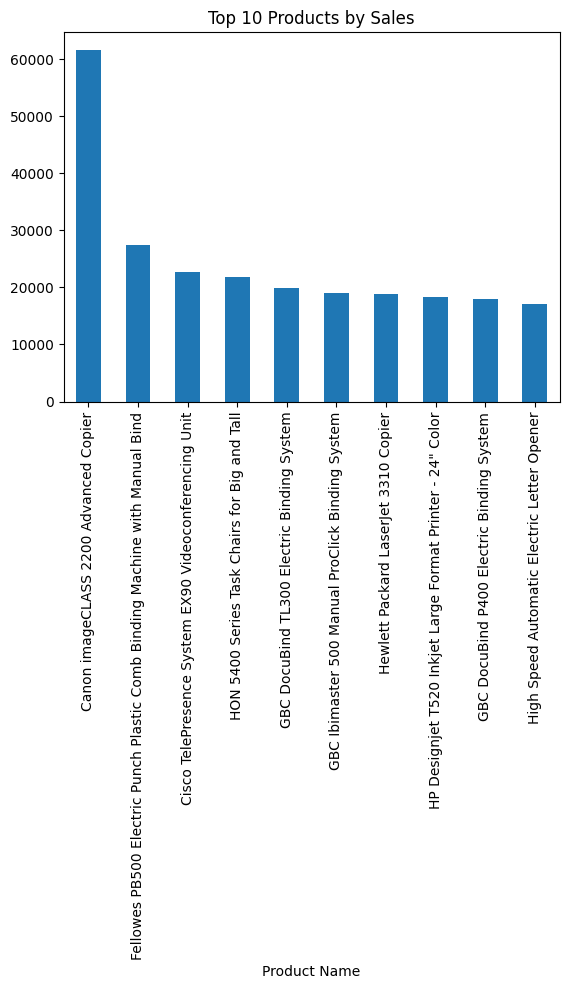 Top 10 Products by Sales
60000
50000
40000
30000
20000
10000
0
Canon imageCLASS 2200 Advanced Copier
Fellowes PB500 Electric Punch Plastic Comb Binding Machine with Manual Bind
Cisco TelePresence System EX90 Videoconferencing Unit
HON 5400 Series Task Chairs for Big and Tall
GBC DocuBind TL300 Electric Binding System
GBC Ibimaster 500 Manual ProClick Binding System
Hewlett Packard LaserJet 3310 Copier
HP Designjet T520 Inkjet Large Format Printer - 24" Color
GBC DocuBind P400 Electric Binding System
High Speed Automatic Electric Letter Opener
Product Name